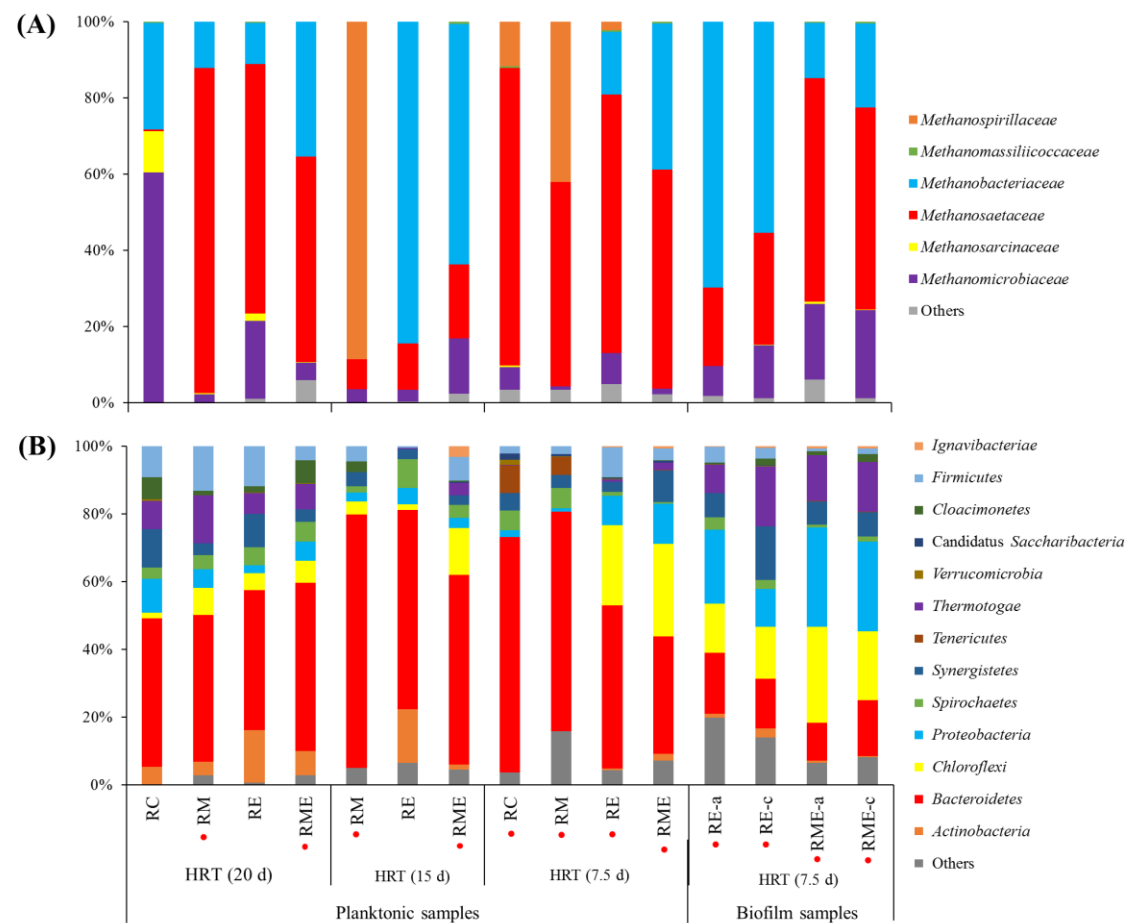 (A)
100%
80%
60%
40%
20%
0%
Methanospirillaceae
Methanomassiliicoccaceae
Methanobacteriaceae
Methanosaetaceae
Methanosarcinaceae
Methanomicrobiaceae
Others
(B)
100%
80%
60%
40%
20%
0%
Ignavibacteriae
Firmicutes
Cloacimonetes
Candidatus Saccharibacteria
Verrucomicrobia
Thermotogae
Tenericutes
Synergistetes
Spirochaetes
Proteobacteria
Chloroflexi
Bacteroidetes
Actinobacteria
Others
RC RM RE RME RM RE RME RC RM RE RME RE-a RE-c RME-a RME-c
HRT (20 d) HRT (15 d) HRT (7.5 d) HRT (7.5 d)
Planktonic samples Biofilm samples